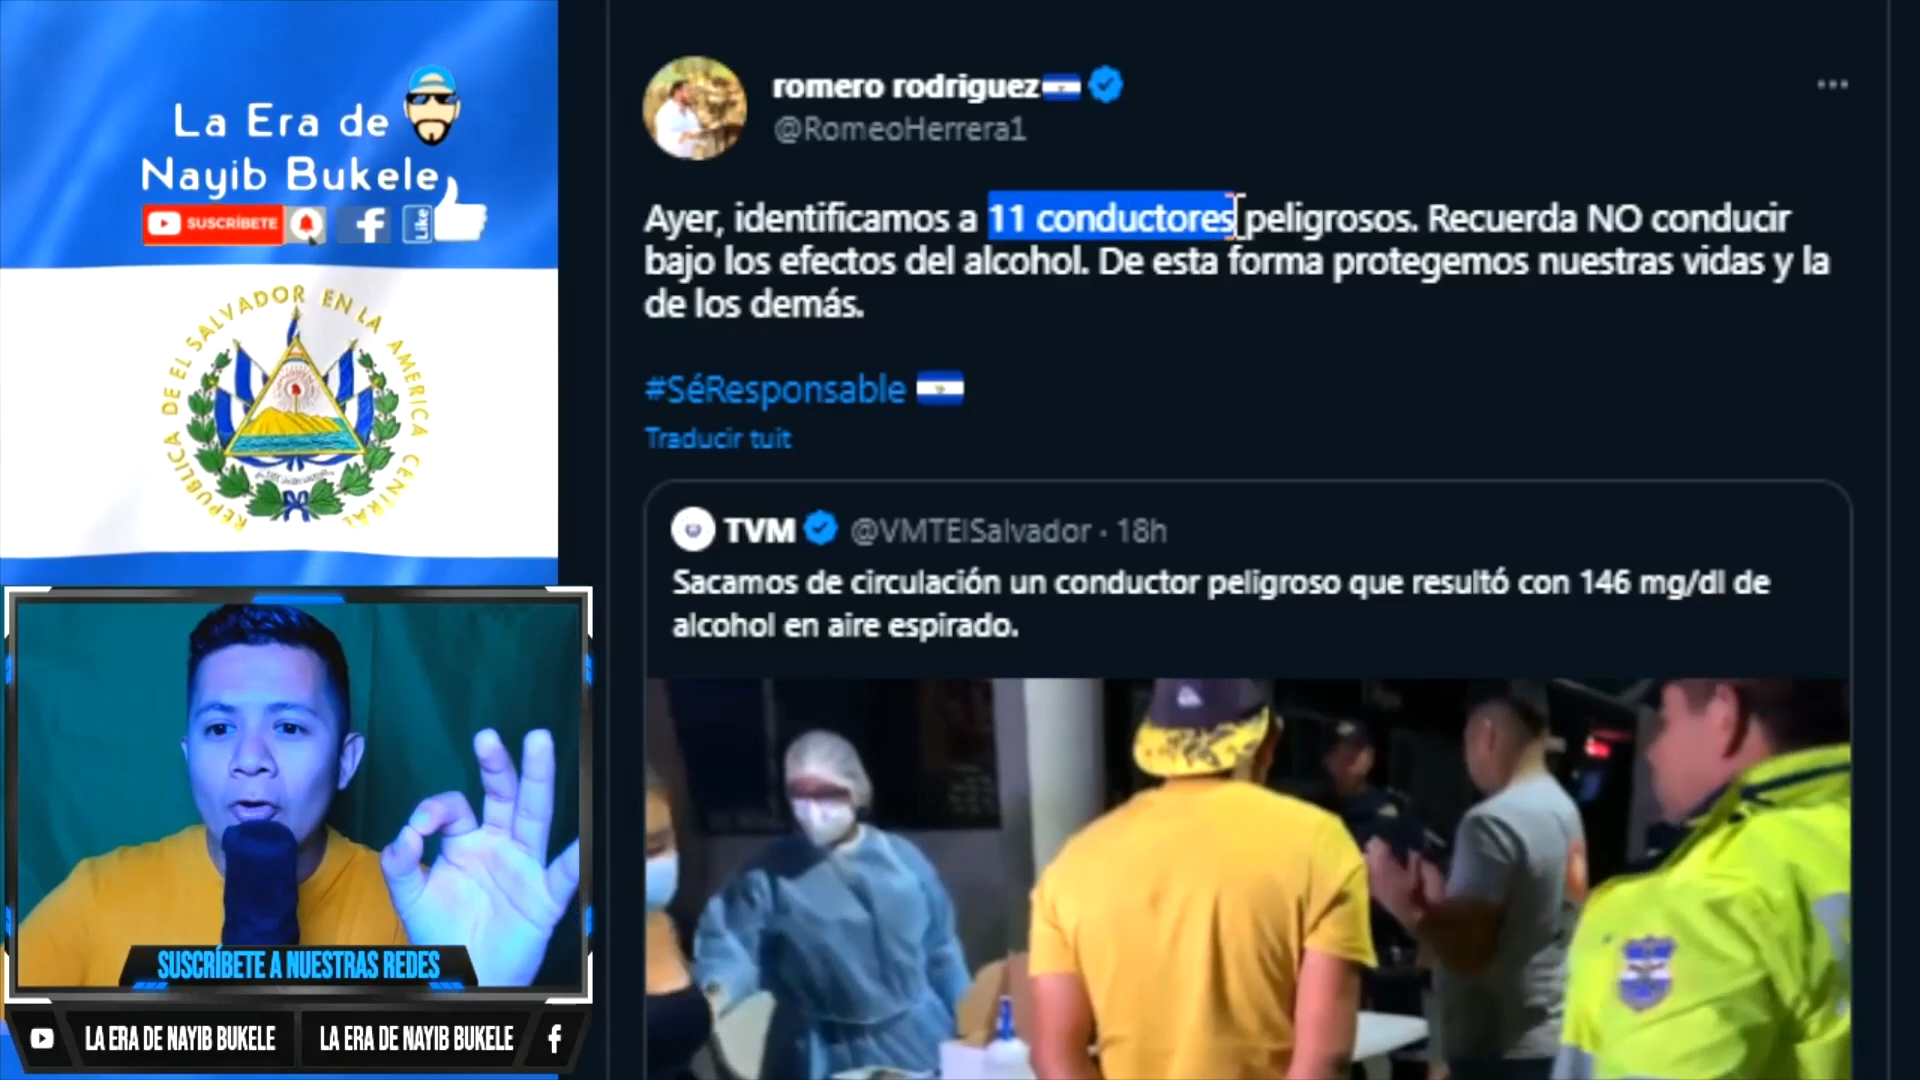 La Era de
Nayib Bukele
SUSCRÍBETE
Like
REPUBLICA DE EL SALVADOR EN LA AMERICA CENTRAL
SUSCRÍBETE A NUESTRAS REDES
LA ERA DE NAYIB BUKELE
LA ERA DE NAYIB BUKELE
romero rodriguez
@RomeoHerrera1
Ayer, identificamos a 11 conductores peligrosos. Recuerda NO conducir
bajo los efectos del alcohol. De esta forma protegemos nuestras vidas y la
de los demás.
#SéResponsable
Traducir tuit
TVM @VMTElSalvador · 18h
Sacamos de circulación un conductor peligroso que resultó con 146 mg/dl de
alcohol en aire espirado.